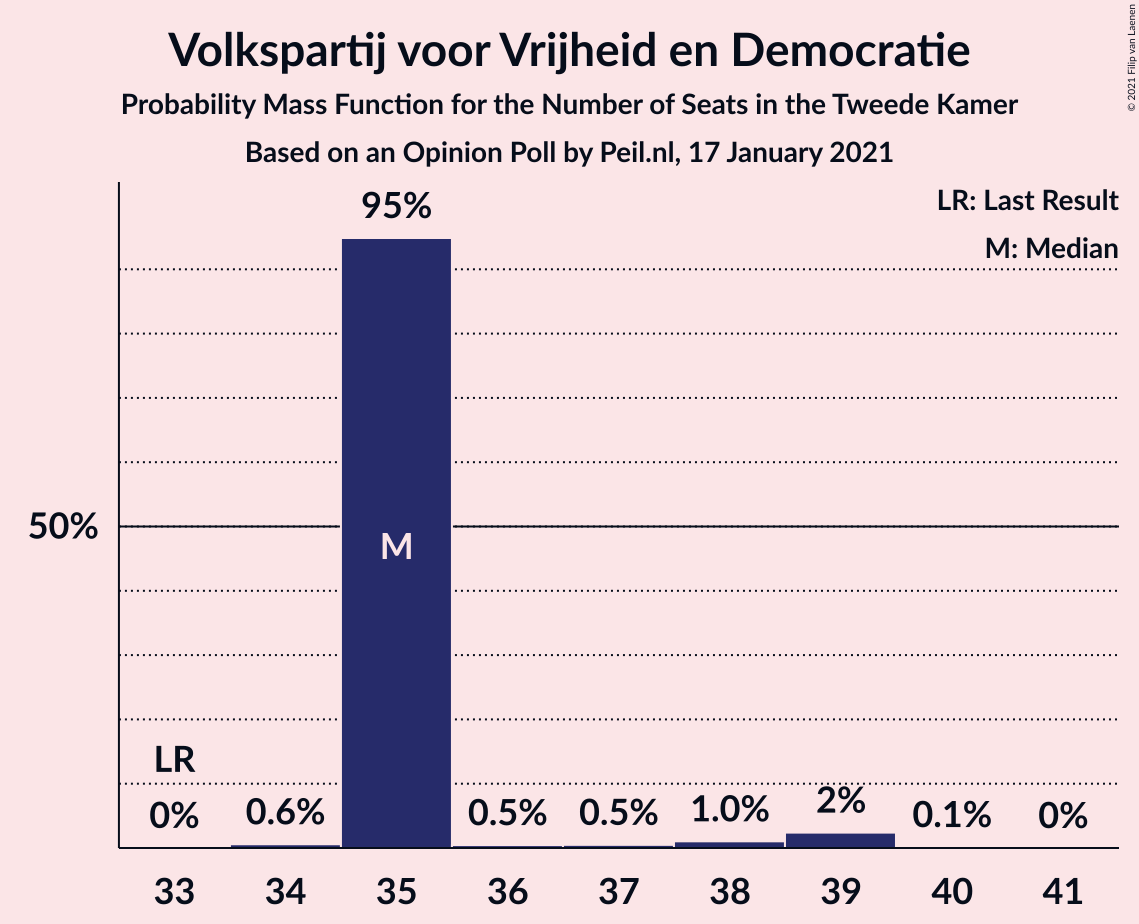 Volkspartij voor Vrijheid en Democratie
Probability Mass Function for the Number of Seats in the Tweede Kamer
Based on an Opinion Poll by Peil.nl, 17 January 2021
© 2021 Filip van Laenen
LR: Last Result
M: Median
95%
50%
M
LR
0% 0.6% 0.5% 0.5% 1.0% 2% 0.1% 0%
33 34 35 36 37 38 39 40 41